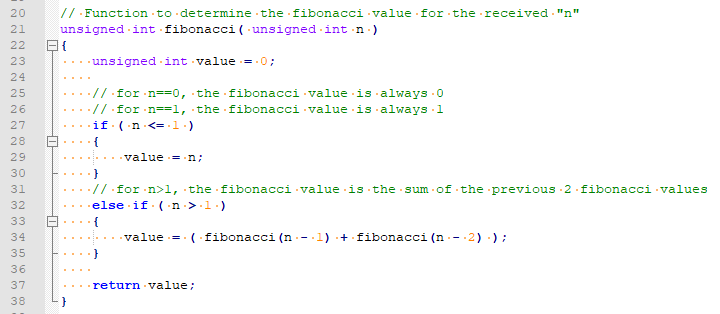 20 // Function to determine the fibonacci value for the received "n"
21 unsigned int fibonacci( unsigned int n )
22 {
23     unsigned int value = 0;
24     
25     // for n==0, the fibonacci value is always 0
26     // for n==1, the fibonacci value is always 1
27     if ( n <= 1 )
28     {
29         value = n;
30     }
31     // for n>1, the fibonacci value is the sum of the previous 2 fibonacci values
32     else if ( n > 1 )
33     {
34         value = ( fibonacci(n - 1) + fibonacci(n - 2) );
35     }
36     
37     return value;
38 }